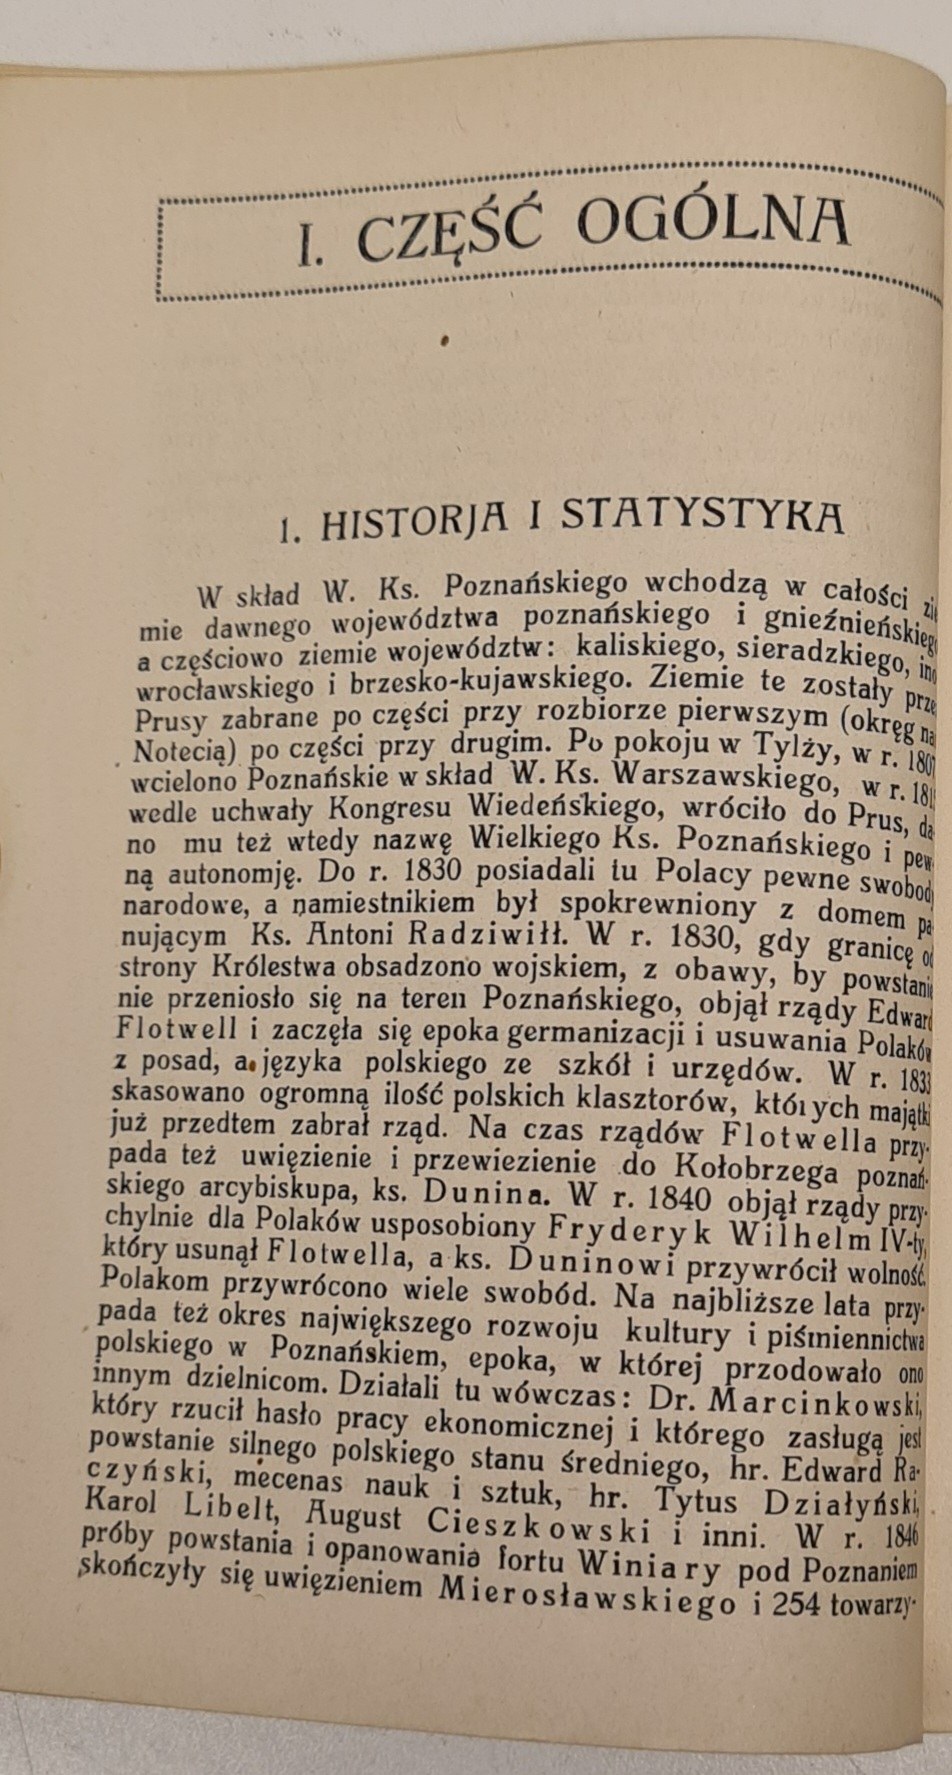 I. CZĘŚĆ OGÓLNA
1. HISTORJA I STATYSTYKA
W skład W. Ks. Poznańskiego wchodzą w całości zie
mie dawnego województwa poznańskiego i gnieźnieńskiego
a częściowo ziemie województw: kaliskiego, sieradzkiego, ino
wrocławskiego i brzesko-kujawskiego. Ziemie te zostały prze
Prusy zabrane po części przy rozbiorze pierwszym (okręg na
Notecią) po części przy drugim. Po pokoju w Tylży, w r. 1807
wcielono Poznańskie w skład W. Ks. Warszawskiego, w r. 1815
wedle uchwały Kongresu Wiedeńskiego, wróciło do Prus, da-
no mu też wtedy nazwę Wielkiego Ks. Poznańskiego i pew-
ną autonomję. Do r. 1830 posiadali tu Polacy pewne swobody
narodowe, a namiestnikiem był spokrewniony z domem pa-
nującym Ks. Antoni Radziwiłł. W r. 1830, gdy granicę od
strony Królestwa obsadzono wojskiem, z obawy, by powstanie
nie przeniosło się na teren Poznańskiego, objął rządy Edward
Flotwell i zaczęła się epoka germanizacji i usuwania Polaków
z posad, a języka polskiego ze szkół i urzędów. W r. 1833
skasowano ogromną ilość polskich klasztorów, których majątki
już przedtem zabrał rząd. Na czas rządów Flotwella przy-
pada też uwięzienie i przewiezienie do Kołobrzega poznań-
skiego arcybiskupa, ks. Dunina. W r. 1840 objął rządy przy-
chylnie dla Polaków usposobiony Fryderyk Wilhelm IV-ty,
który usunął Flotwella, a ks. Duninowi przywrócił wolność.
Polakom przywrócono wiele swobód. Na najbliższe lata przy-
pada też okres największego rozwoju kultury i piśmiennictwa
polskiego w Poznańskiem, epoka, w której przodowało ono
innym dzielnicom. Działali tu wówczas: Dr. Marcinkowski,
który rzucił hasło pracy ekonomicznej i którego zasługą jest
powstanie silnego polskiego stanu średniego, hr. Edward Ra-
czyński, mecenas nauk i sztuk, hr. Tytus Działyński,
Karol Libelt, August Cieszkowski i inni. W r. 1846
próby powstania i opanowania fortu Winiary pod Poznaniem
skończyły się uwięzieniem Mierosławskiego i 254 towarzy-